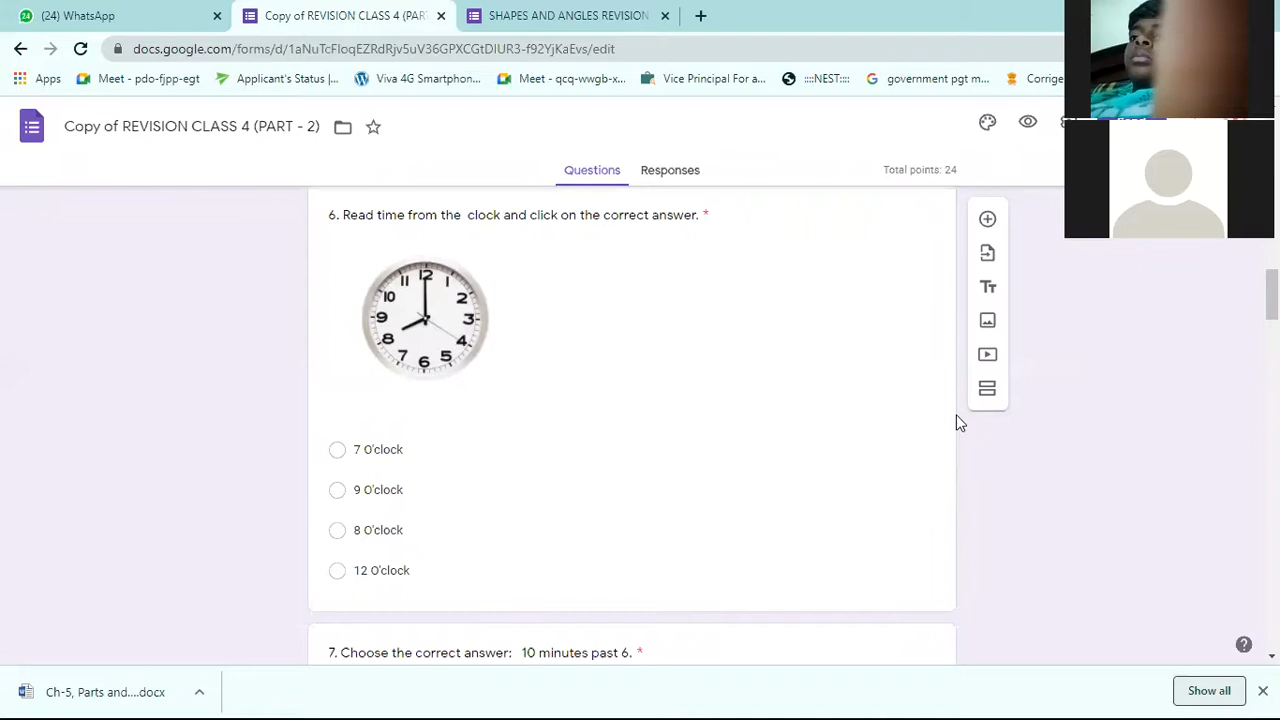 (24) WhatsApp
Copy of REVISION CLASS 4 (PAR
SHAPES AND ANGLES REVISION
docs.google.com/forms/d/1aNuTcFIoqEZRdRjv5uV36GPXCGtDIUR3-f92YjKaEvs/edit
Apps
Meet - pdo-fjpp-egt
Applicant's Status |...
Viva 4G Smartphon...
Meet - qcq-wwgb-x...
Vice Principal For a...
::::NEST::::
government pgt m...
Corrige
Copy of REVISION CLASS 4 (PART - 2)
Questions
Responses
Total points: 24
6. Read time from the clock and click on the correct answer. *
12
11
1
10
2
9
3
8
4
7
5
6
7 O'clock
9 O'clock
8 O'clock
12 O'clock
7. Choose the correct answer: 10 minutes past 6. *
Ch-5, Parts and....docx
Show all